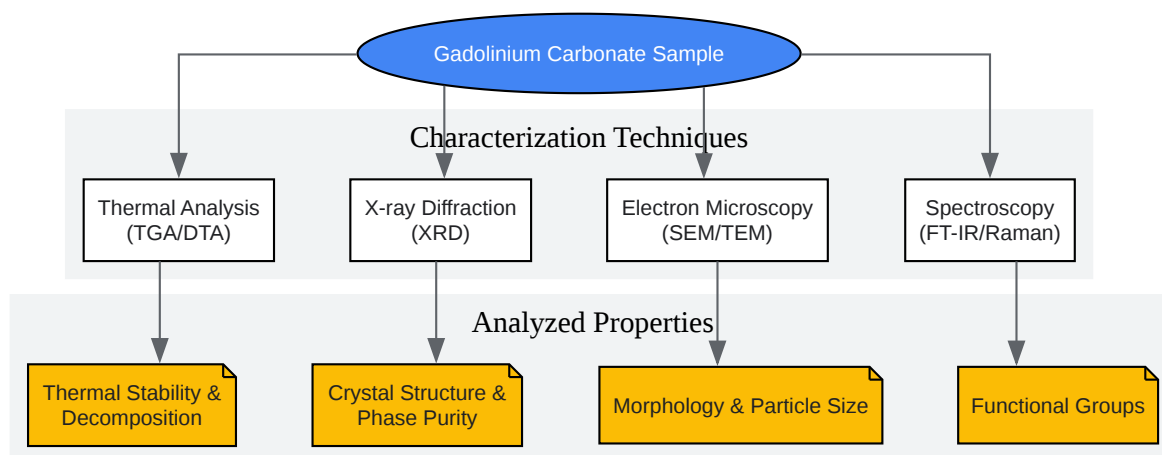 Gadolinium Carbonate Sample
Characterization Techniques
Thermal Analysis
(TGA/DTA)
X-ray Diffraction
(XRD)
Electron Microscopy
(SEM/TEM)
Spectroscopy
(FT-IR/Raman)
Analyzed Properties
Thermal Stability &
Decomposition
Crystal Structure &
Phase Purity
Morphology & Particle Size
Functional Groups